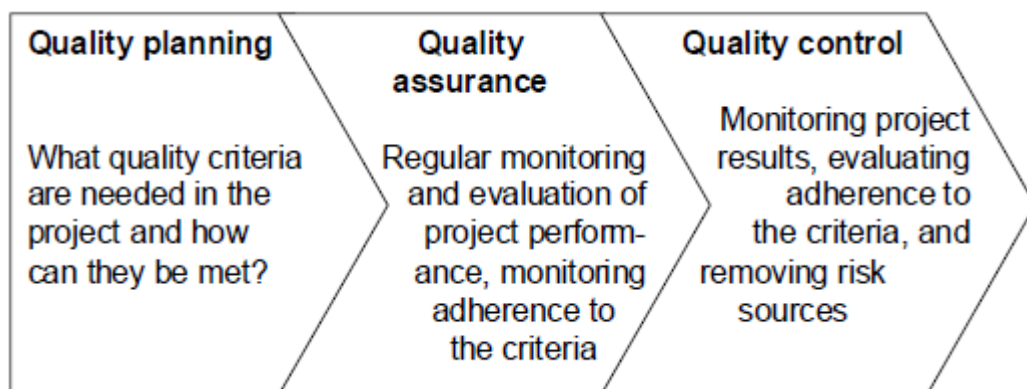 Quality planning
What quality criteria
are needed in the
project and how
can they be met?
Quality
assurance
Regular monitoring
and evaluation of
project perform-
ance, monitoring
adherence to
the criteria
Quality control
Monitoring project
results, evaluating
adherence to
the criteria, and
removing risk
sources